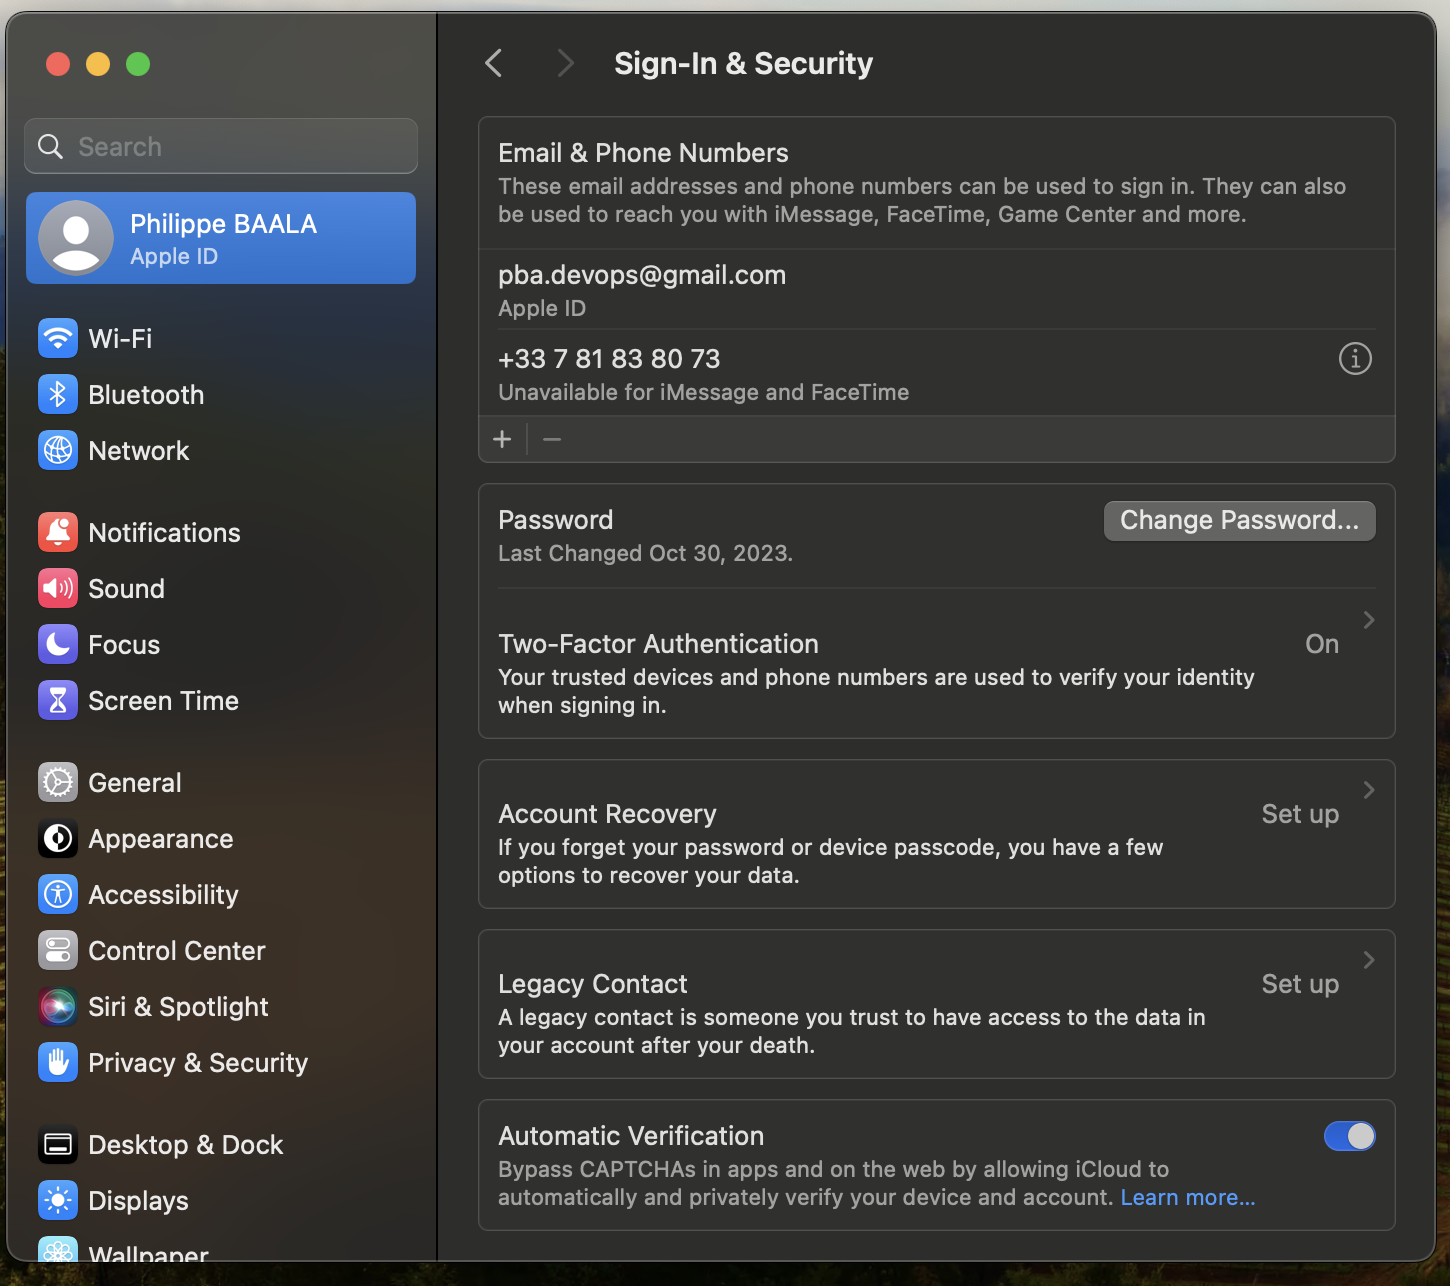 Search
Philippe BAALA
Apple ID
Wi-Fi
Bluetooth
Network
Notifications
Sound
Focus
Screen Time
General
Appearance
Accessibility
Control Center
Siri & Spotlight
Privacy & Security
Desktop & Dock
Displays
Wallpaper
Sign-In & Security
Email & Phone Numbers
These email addresses and phone numbers can be used to sign in. They can also
be used to reach you with iMessage, FaceTime, Game Center and more.
pba.devops@gmail.com
Apple ID
+33 7 81 83 80 73
Unavailable for iMessage and FaceTime
Password
Change Password...
Last Changed Oct 30, 2023.
Two-Factor Authentication
On
Your trusted devices and phone numbers are used to verify your identity
when signing in.
Account Recovery
Set up
If you forget your password or device passcode, you have a few
options to recover your data.
Legacy Contact
Set up
A legacy contact is someone you trust to have access to the data in
your account after your death.
Automatic Verification
Bypass CAPTCHAs in apps and on the web by allowing iCloud to
automatically and privately verify your device and account. Learn more...